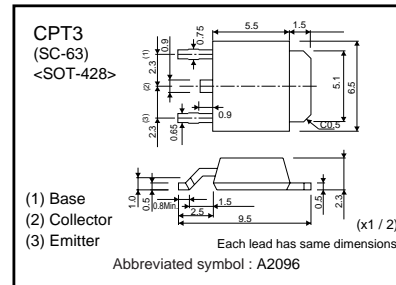 CPT3
(SC-63)
<SOT-428>
5.5
1.5
0.75
0.9
(1)
2.3
(2)
2.3
(3)
0.65
0.9
C0.5
5.1
6.5
(1) Base
(2) Collector
(3) Emitter
1.0
0.5
0.8Min.
1.5
2.5
9.5
0.5
2.3
(x1 / 2)
Each lead has same dimensions
Abbreviated symbol : A2096